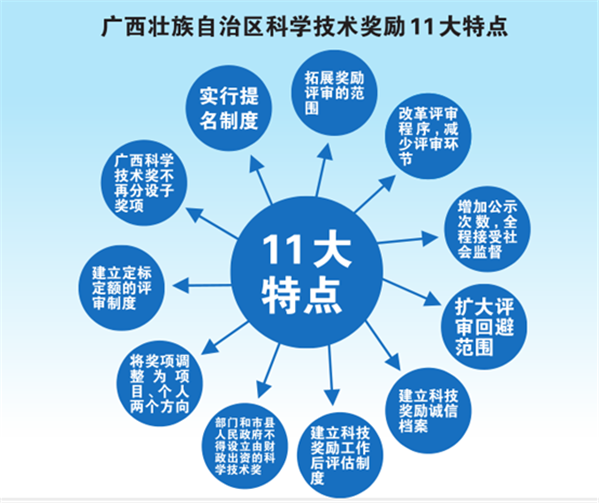 广西壮族自治区科学技术奖励11大特点
11大
特点
实行提
名制度
拓展奖励
评审的范
围
改革评审
程序,减
少评审环
节
增加公示
次数,全
程接受社
会监督
扩大评
审回避
范围
建立科技
奖励诚信
档案
建立科技
奖励工作
后评估制
度
部门和市县
人民政府不
得设立由财
政出资的科
学技术奖
将奖项调
整为项
目、个人
两个方向
建立定标
定额的评
审制度
广西科学
技术奖不
再分设子
奖项